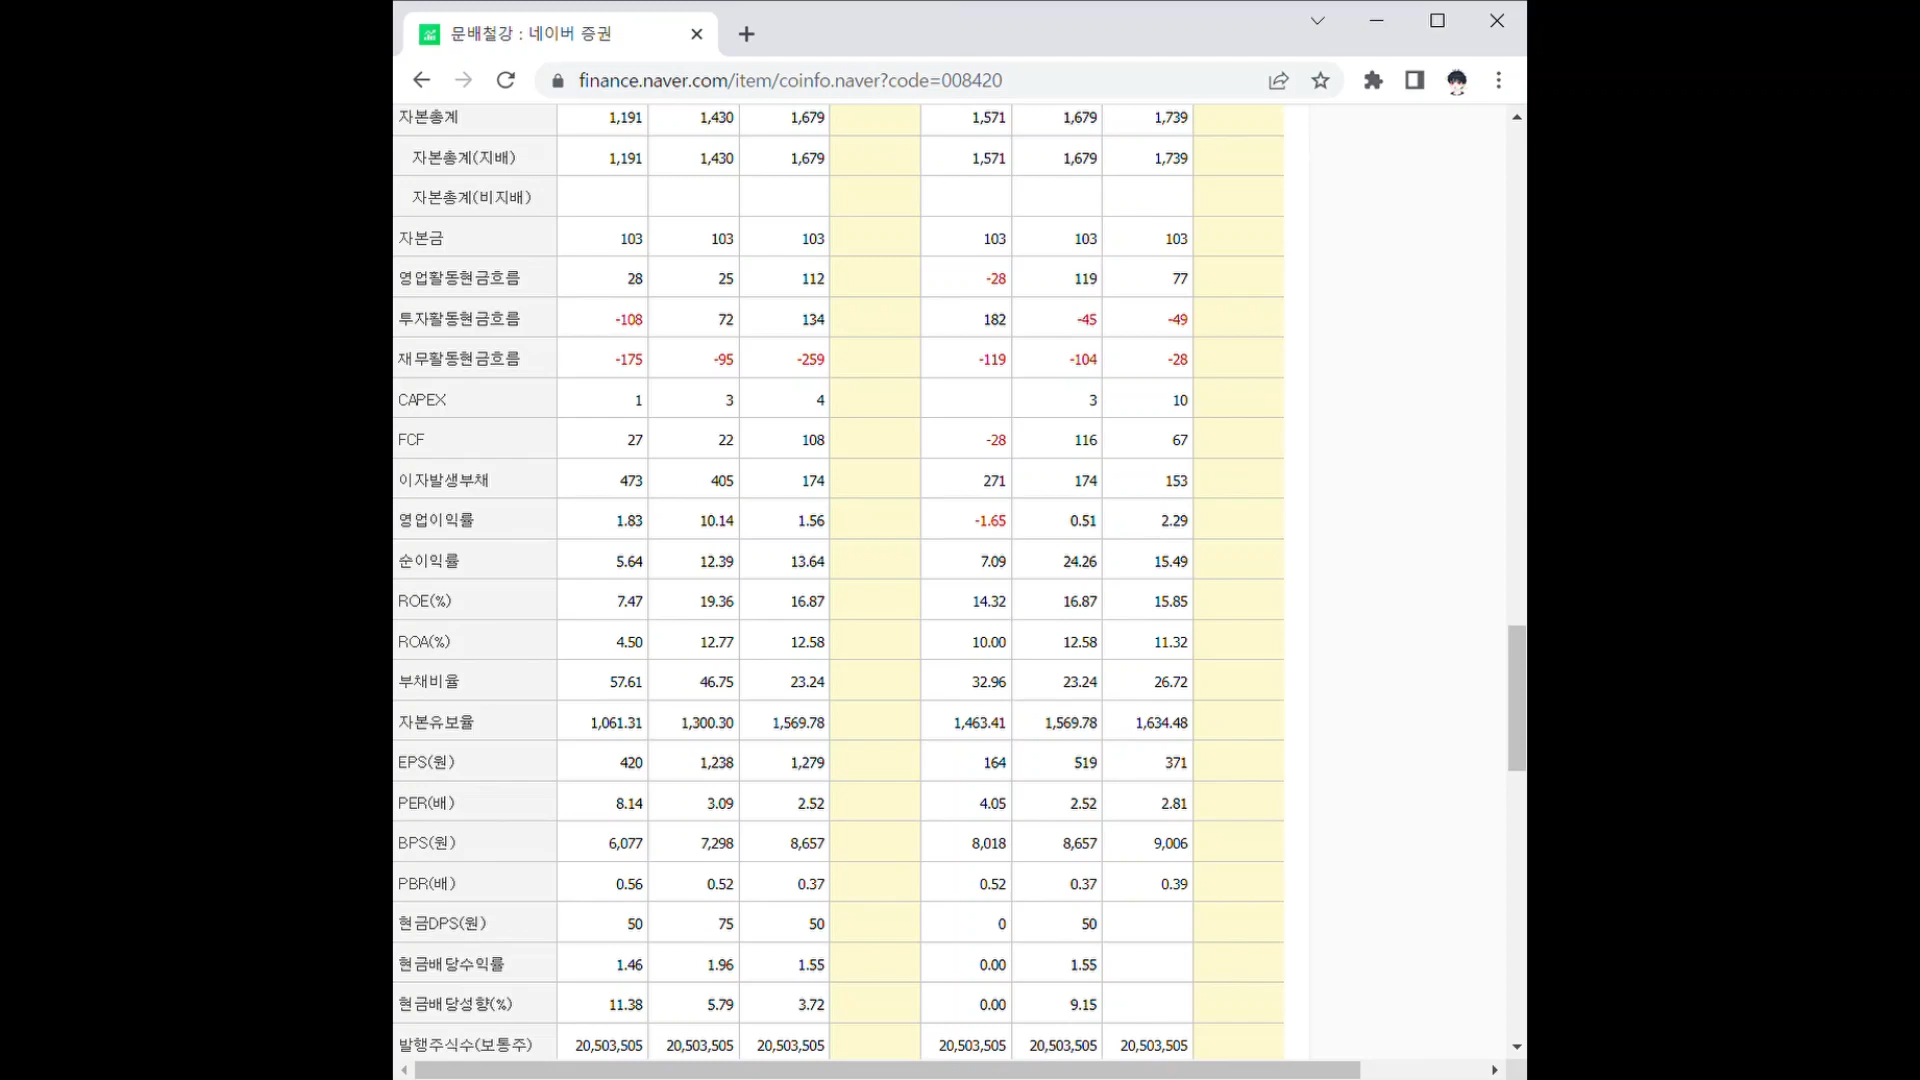 문배철강 : 네이버 증권
finance.naver.com/item/coinfo.naver?code=008420
자본총계 1,191 1,430 1,679 1,571 1,679 1,739
자본총계(지배) 1,191 1,430 1,679 1,571 1,679 1,739
자본총계(비지배)
자본금 103 103 103 103 103 103
영업활동현금흐름 28 25 112 -28 119 77
투자활동현금흐름 -108 72 134 182 -45 -49
재무활동현금흐름 -175 -95 -259 -119 -104 -28
CAPEX 1 3 4 3 10
FCF 27 22 108 -28 116 67
이자발생부채 473 405 174 271 174 153
영업이익률 1.83 10.14 1.56 -1.65 0.51 2.29
순이익률 5.64 12.39 13.64 7.09 24.26 15.49
ROE(%) 7.47 19.36 16.87 14.32 16.87 15.85
ROA(%) 4.50 12.77 12.58 10.00 12.58 11.32
부채비율 57.61 46.75 23.24 32.96 23.24 26.72
자본유보율 1,061.31 1,300.30 1,569.78 1,463.41 1,569.78 1,634.48
EPS(원) 420 1,238 1,279 164 519 371
PER(배) 8.14 3.09 2.52 4.05 2.52 2.81
BPS(원) 6,077 7,298 8,657 8,018 8,657 9,006
PBR(배) 0.56 0.52 0.37 0.52 0.37 0.39
현금DPS(원) 50 75 50 0 50
현금배당수익률 1.46 1.96 1.55 0.00 1.55
현금배당성향(%) 11.38 5.79 3.72 0.00 9.15
발행주식수(보통주) 20,503,505 20,503,505 20,503,505 20,503,505 20,503,505 20,503,505